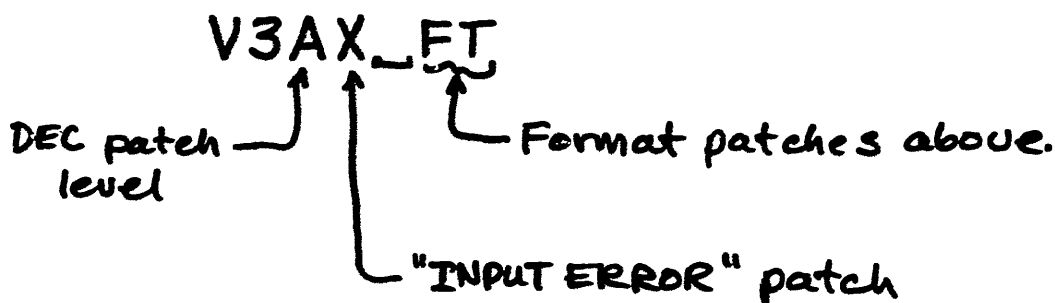 V3AX_FT
DEC patch level
Format patches above.
"INPUT ERROR" patch